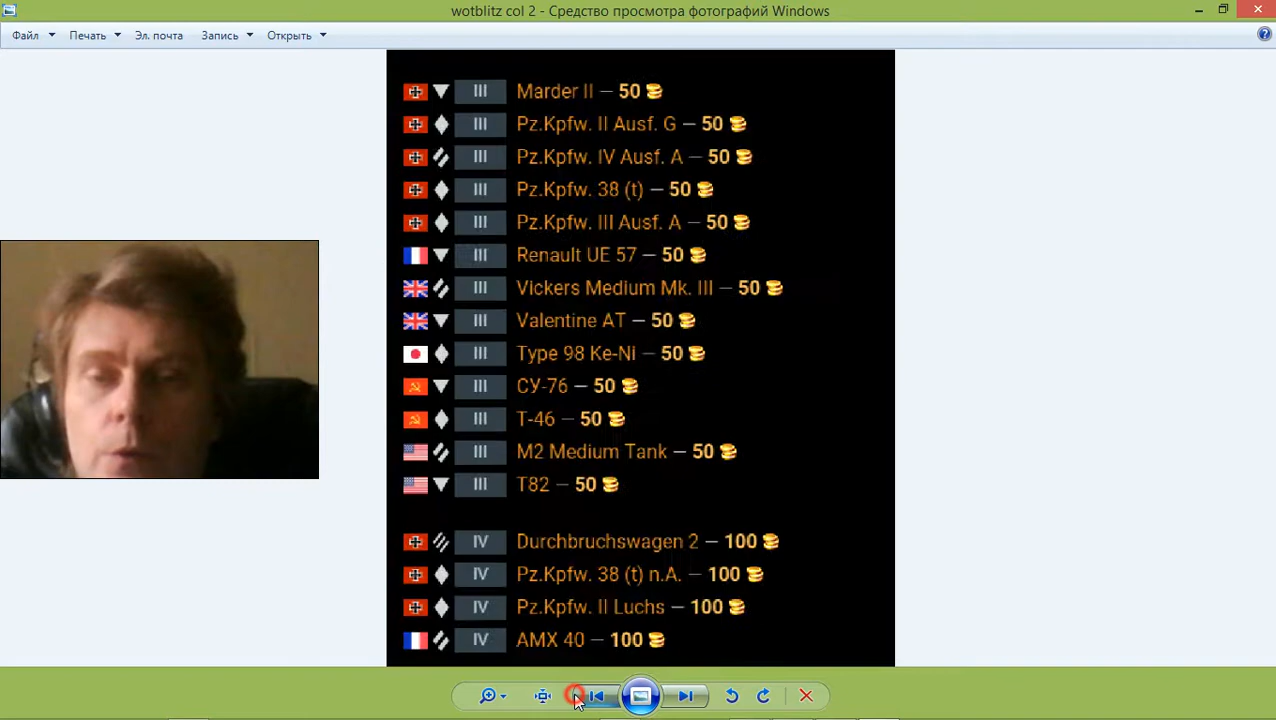 wotblitz col 2 - Средство просмотра фотографий Windows
Файл Печать Эл. почта Запись Открыть
III Marder II – 50
III Pz.Kpfw. II Ausf. G – 50
III Pz.Kpfw. IV Ausf. A – 50
III Pz.Kpfw. 38 (t) – 50
III Pz.Kpfw. III Ausf. A – 50
III Renault UE 57 – 50
III Vickers Medium Mk. III – 50
III Valentine AT – 50
III Type 98 Ke-Ni – 50
III СУ-76 – 50
III Т-46 – 50
III M2 Medium Tank – 50
III T82 – 50
IV Durchbruchswagen 2 – 100
IV Pz.Kpfw. 38 (t) n.A. – 100
IV Pz.Kpfw. II Luchs – 100
IV AMX 40 – 100